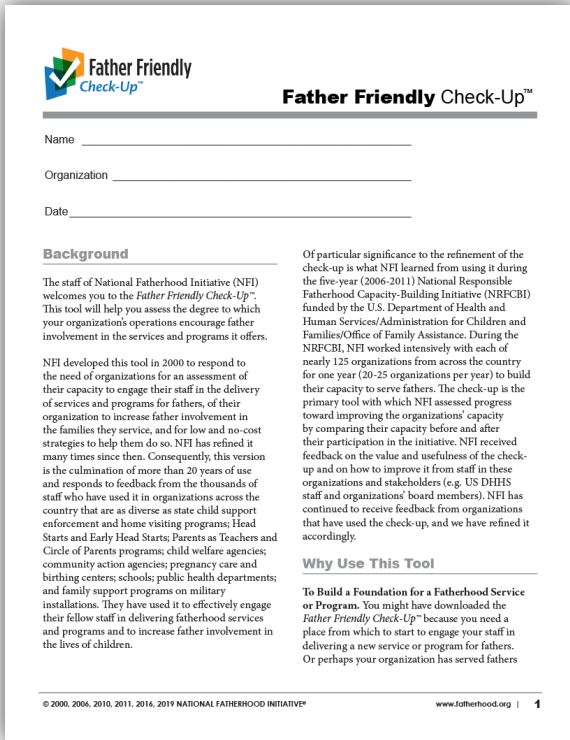 Father Friendly
Check-Up™
Father Friendly Check-Up™
Name
Organization
Date
Background
The staff of National Fatherhood Initiative (NFI)
welcomes you to the Father Friendly Check-Up™.
This tool will help you assess the degree to which
your organization's operations encourage father
involvement in the services and programs it offers.
NFI developed this tool in 2000 to respond to
the need of organizations for an assessment of
their capacity to engage their staff in the delivery
of services and programs for fathers, of their
organization to increase father involvement in
the families they service, and for low and no-cost
strategies to help them do so. NFI has refined it
many times since then. Consequently, this version
is the culmination of more than 20 years of use
and responds to feedback from the thousands of
staff who have used it in organizations across the
country that are as diverse as state child support
enforcement and home visiting programs; Head
Starts and Early Head Starts; Parents as Teachers and
Circle of Parents programs; child welfare agencies;
community action agencies; pregnancy care and
birthing centers; schools; public health departments;
and family support programs on military
installations. They have used it to effectively engage
their fellow staff in delivering fatherhood services
and programs and to increase father involvement in
the lives of children.
Of particular significance to the refinement of the
check-up is what NFI learned from using it during
the five-year (2006-2011) National Responsible
Fatherhood Capacity-Building Initiative (NRFCBI)
funded by the U.S. Department of Health and
Human Services/Administration for Children and
Families/Office of Family Assistance. During the
NRFCBI, NFI worked intensively with each of
nearly 125 organizations from across the country
for one year (20-25 organizations per year) to build
their capacity to serve fathers. The check-up is the
primary tool with which NFI assessed progress
toward improving the organizations' capacity
by comparing their capacity before and after
their participation in the initiative. NFI received
feedback on the value and usefulness of the check-
up and on how to improve it from staff in these
organizations and stakeholders (e.g. US DHHS
staff and organizations' board members). NFI has
continued to receive feedback from organizations
that have used the check-up, and we have refined it
accordingly.
Why Use This Tool
To Build a Foundation for a Fatherhood Service
or Program. You might have downloaded the
Father Friendly Check-Up™ because you need a
place from which to start to engage your staff in
delivering a new service or program for fathers.
Or perhaps your organization has served fathers
© 2000, 2006, 2010, 2011, 2016, 2019 NATIONAL FATHERHOOD INITIATIVE®
www.fatherhood.org | 1